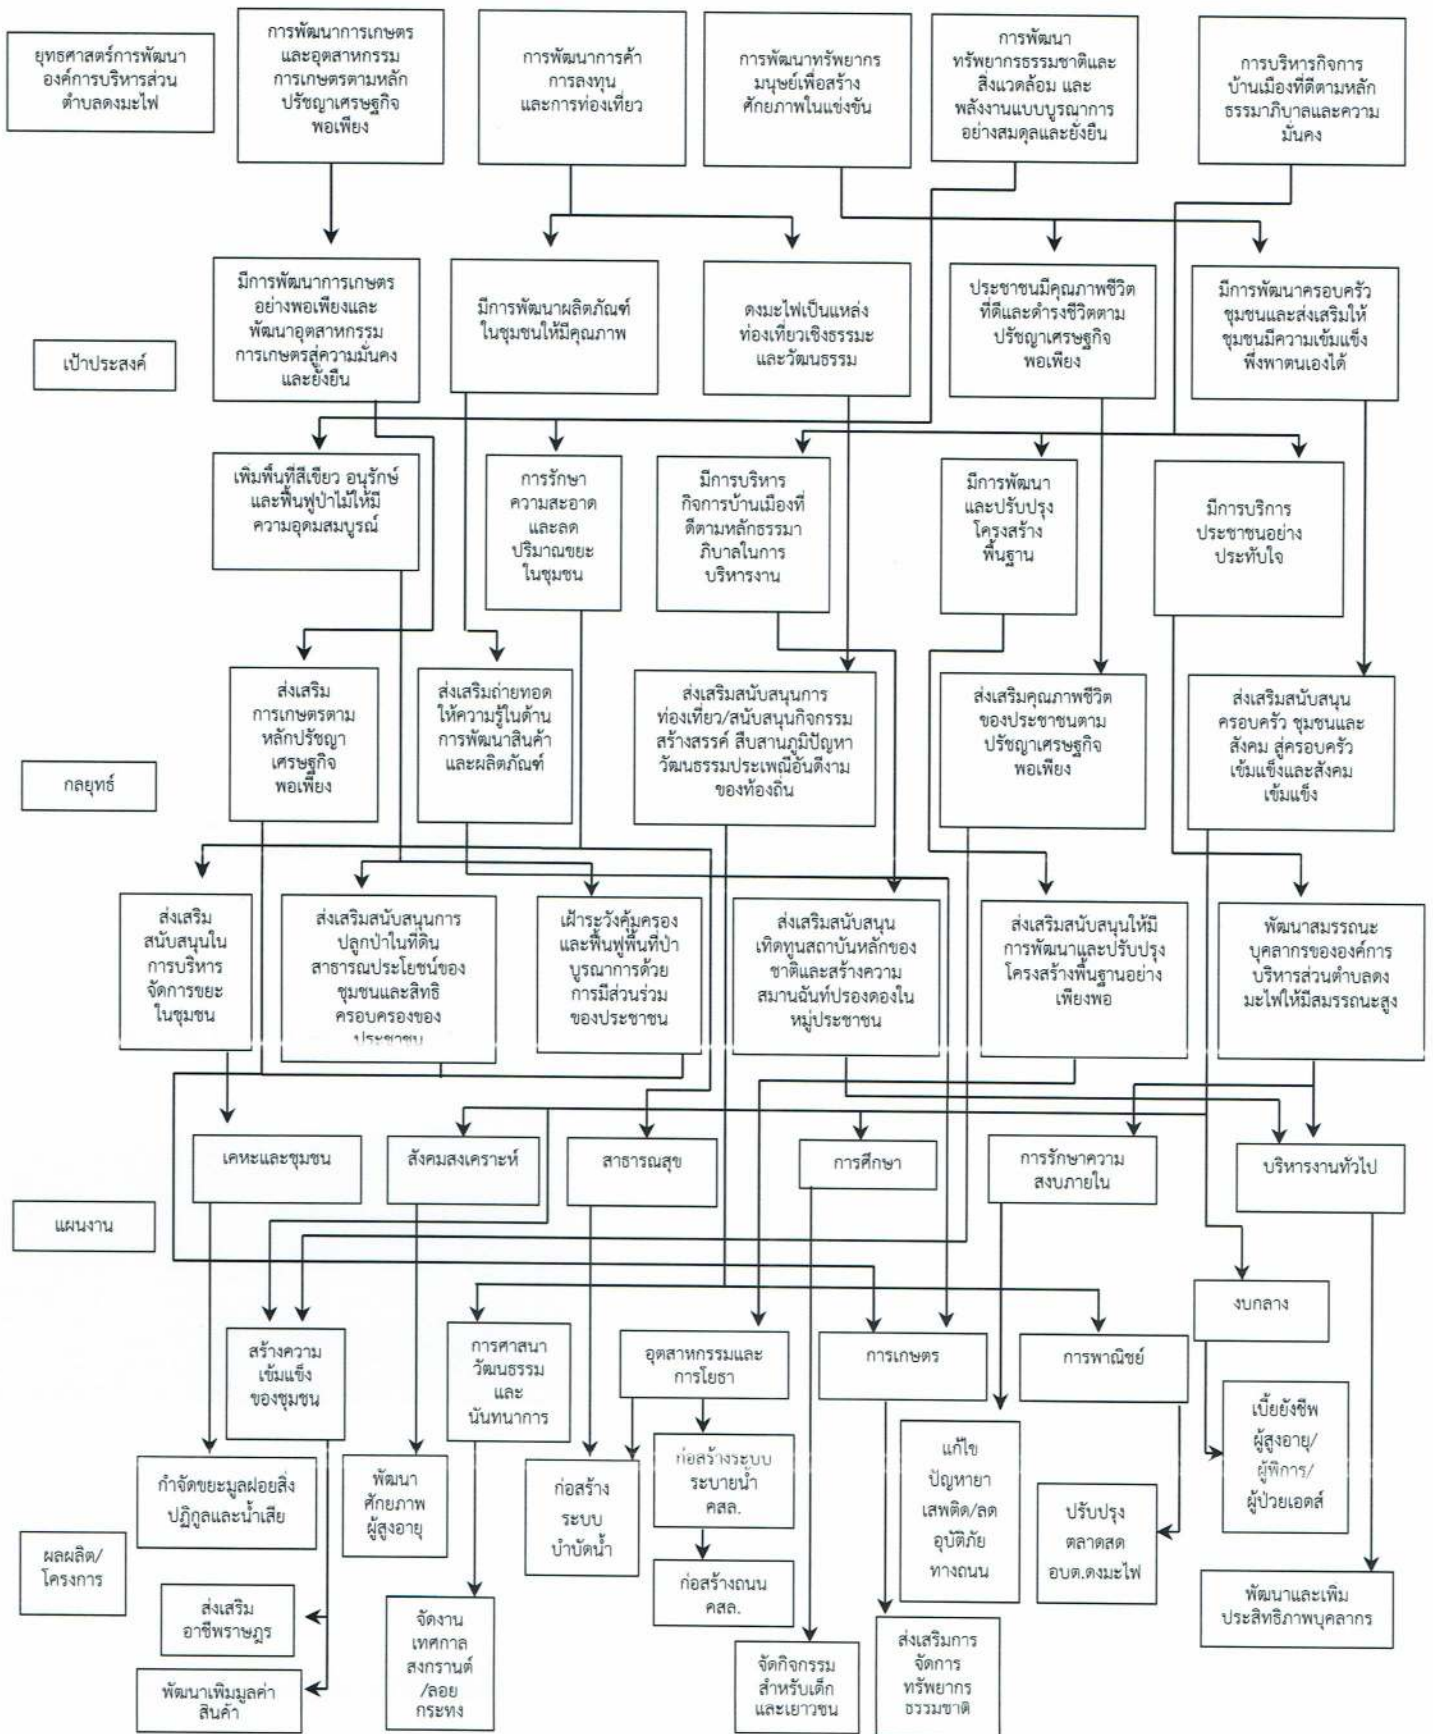 ยุทธศาสตร์การพัฒนา
องค์การบริหารส่วน
ตำบลดงมะไฟ
การพัฒนาการเกษตร
และอุตสาหกรรม
การเกษตรตามหลัก
ปรัชญาเศรษฐกิจ
พอเพียง
การพัฒนาการค้า
การลงทุน
และการท่องเที่ยว
การพัฒนาทรัพยากร
มนุษย์เพื่อสร้าง
ศักยภาพในแข่งขัน
การพัฒนา
ทรัพยากรธรรมชาติและ
สิ่งแวดล้อม และ
พลังงานแบบบูรณาการ
อย่างสมดุลและยั่งยืน
การบริหารกิจการ
บ้านเมืองที่ดีตามหลัก
ธรรมาภิบาลและความ
มั่นคง
เป้าประสงค์
มีการพัฒนาการเกษตร
อย่างพอเพียงและ
พัฒนาอุตสาหกรรม
การเกษตรสู่ความมั่นคง
และยั่งยืน
มีการพัฒนาผลิตภัณฑ์
ในชุมชนให้มีคุณภาพ
ดงมะไฟเป็นแหล่ง
ท่องเที่ยวเชิงธรรมะ
และวัฒนธรรม
ประชาชนมีคุณภาพชีวิต
ที่ดีและดำรงชีวิตตาม
ปรัชญาเศรษฐกิจ
พอเพียง
มีการพัฒนาครอบครัว
ชุมชนและส่งเสริมให้
ชุมชนมีความเข้มแข็ง
พึ่งพาตนเองได้
เพิ่มพื้นที่สีเขียว อนุรักษ์
และฟื้นฟูป่าไม้ให้มี
ความอุดมสมบูรณ์
การรักษา
ความสะอาด
และลด
ปริมาณขยะ
ในชุมชน
มีการบริหาร
กิจการบ้านเมืองที่
ดีตามหลักธรรมา
ภิบาลในการ
บริหารงาน
มีการพัฒนา
และปรับปรุง
โครงสร้าง
พื้นฐาน
มีการบริการ
ประชาชนอย่าง
ประทับใจ
กลยุทธ์
ส่งเสริม
การเกษตรตาม
หลักปรัชญา
เศรษฐกิจ
พอเพียง
ส่งเสริมถ่ายทอด
ให้ความรู้ในด้าน
การพัฒนาสินค้า
และผลิตภัณฑ์
ส่งเสริมสนับสนุนการ
ท่องเที่ยว/สนับสนุนกิจกรรม
สร้างสรรค์ สืบสานภูมิปัญหา
วัฒนธรรมประเพณีอันดีงาม
ของท้องถิ่น
ส่งเสริมคุณภาพชีวิต
ของประชาชนตาม
ปรัชญาเศรษฐกิจ
พอเพียง
ส่งเสริมสนับสนุน
ครอบครัว ชุมชนและ
สังคม สู่ครอบครัว
เข้มแข็งและสังคม
เข้มแข็ง
ส่งเสริม
สนับสนุนใน
การบริหาร
จัดการขยะ
ในชุมชน
ส่งเสริมสนับสนุนการ
ปลูกป่าในที่ดิน
สาธารณประโยชน์ของ
ชุมชนและสิทธิ
ครอบครองของ
ประชาชน
เฝ้าระวังคุ้มครอง
และฟื้นฟูพื้นที่ป่า
บูรณาการด้วย
การมีส่วนร่วม
ของประชาชน
ส่งเสริมสนับสนุน
เทิดทูนสถาบันหลักของ
ชาติและสร้างความ
สมานฉันท์ปรองดองใน
หมู่ประชาชน
ส่งเสริมสนับสนุนให้มี
การพัฒนาและปรับปรุง
โครงสร้างพื้นฐานอย่าง
เพียงพอ
พัฒนาสมรรถนะ
บุคลากรขององค์การ
บริหารส่วนตำบลดง
มะไฟให้มีสมรรถนะสูง
แผนงาน
เคหะและชุมชน
สังคมสงเคราะห์
สาธารณสุข
การศึกษา
การรักษาความ
สงบภายใน
บริหารงานทั่วไป
งบกลาง
สร้างความ
เข้มแข็ง
ของชุมชน
การศาสนา
วัฒนธรรม
และ
นันทนาการ
อุตสาหกรรมและ
การโยธา
การเกษตร
การพาณิชย์
ผลผลิต/
โครงการ
กำจัดขยะมูลฝอยสิ่ง
ปฏิกูลและน้ำเสีย
พัฒนา
ศักยภาพ
ผู้สูงอายุ
ก่อสร้าง
ระบบ
บำบัดน้ำ
ก่อสร้างระบบ
ระบายน้ำ
คสล.
ก่อสร้างถนน
คสล.
แก้ไข
ปัญหายา
เสพติด/ลด
อุบัติภัย
ทางถนน
ปรับปรุง
ตลาดสด
อบต.ดงมะไฟ
เบี้ยยังชีพ
ผู้สูงอายุ/
ผู้พิการ/
ผู้ป่วยเอดส์
พัฒนาและเพิ่ม
ประสิทธิภาพบุคลากร
ส่งเสริม
อาชีพราษฎร
พัฒนาเพิ่มมูลค่า
สินค้า
จัดงาน
เทศกาล
สงกรานต์
/ลอย
กระทง
จัดกิจกรรม
สำหรับเด็ก
และเยาวชน
ส่งเสริมการ
จัดการ
ทรัพยากร
ธรรมชาติ